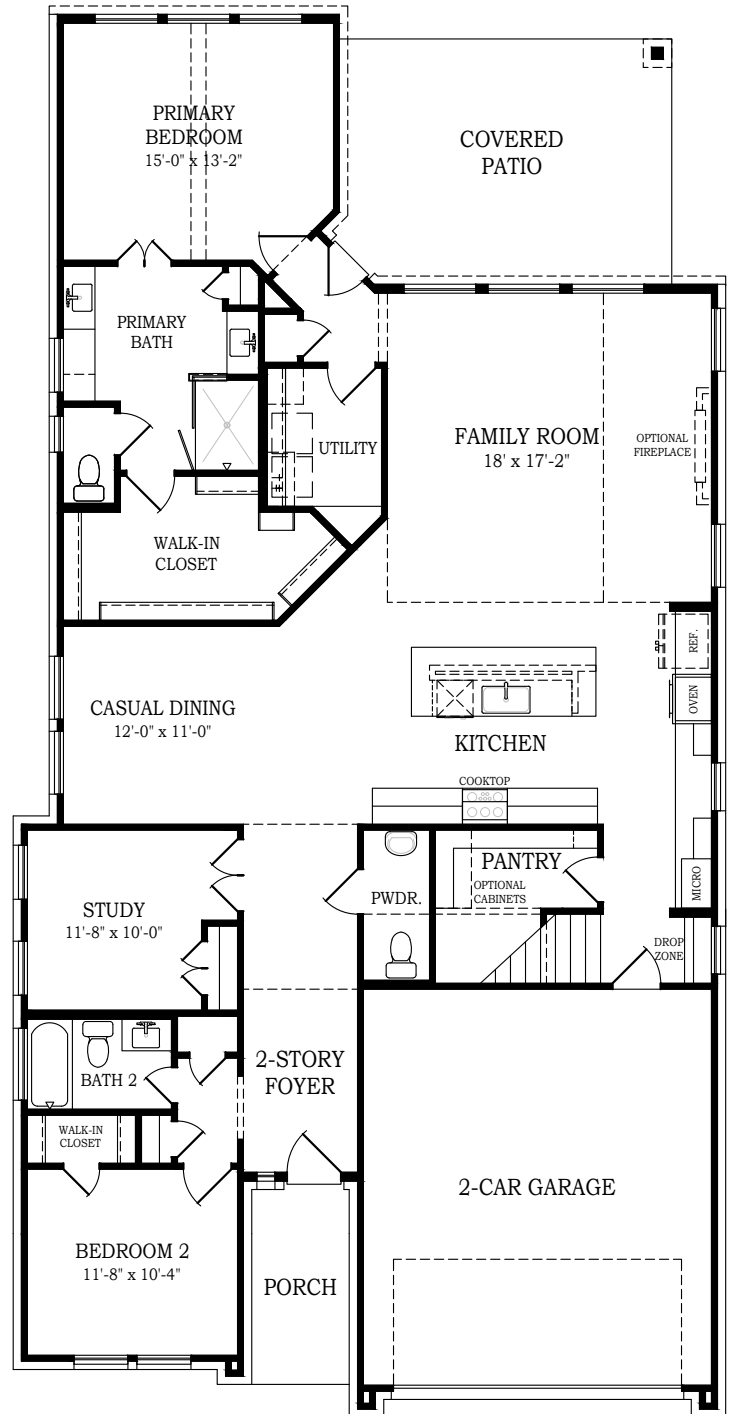 PRIMARY
BEDROOM
15'-0" x 13'-2"
COVERED
PATIO
PRIMARY
BATH
UTILITY
FAMILY ROOM
18' x 17'-2"
OPTIONAL
FIREPLACE
WALK-IN
CLOSET
REF.
OVEN
CASUAL DINING
12'-0" x 11'-0"
KITCHEN
COOKTOP
PANTRY
OPTIONAL
CABINETS
MICRO
PWDR.
STUDY
11'-8" x 10'-0"
DROP
ZONE
2-STORY
FOYER
BATH 2
WALK-IN
CLOSET
2-CAR GARAGE
BEDROOM 2
11'-8" x 10'-4"
PORCH